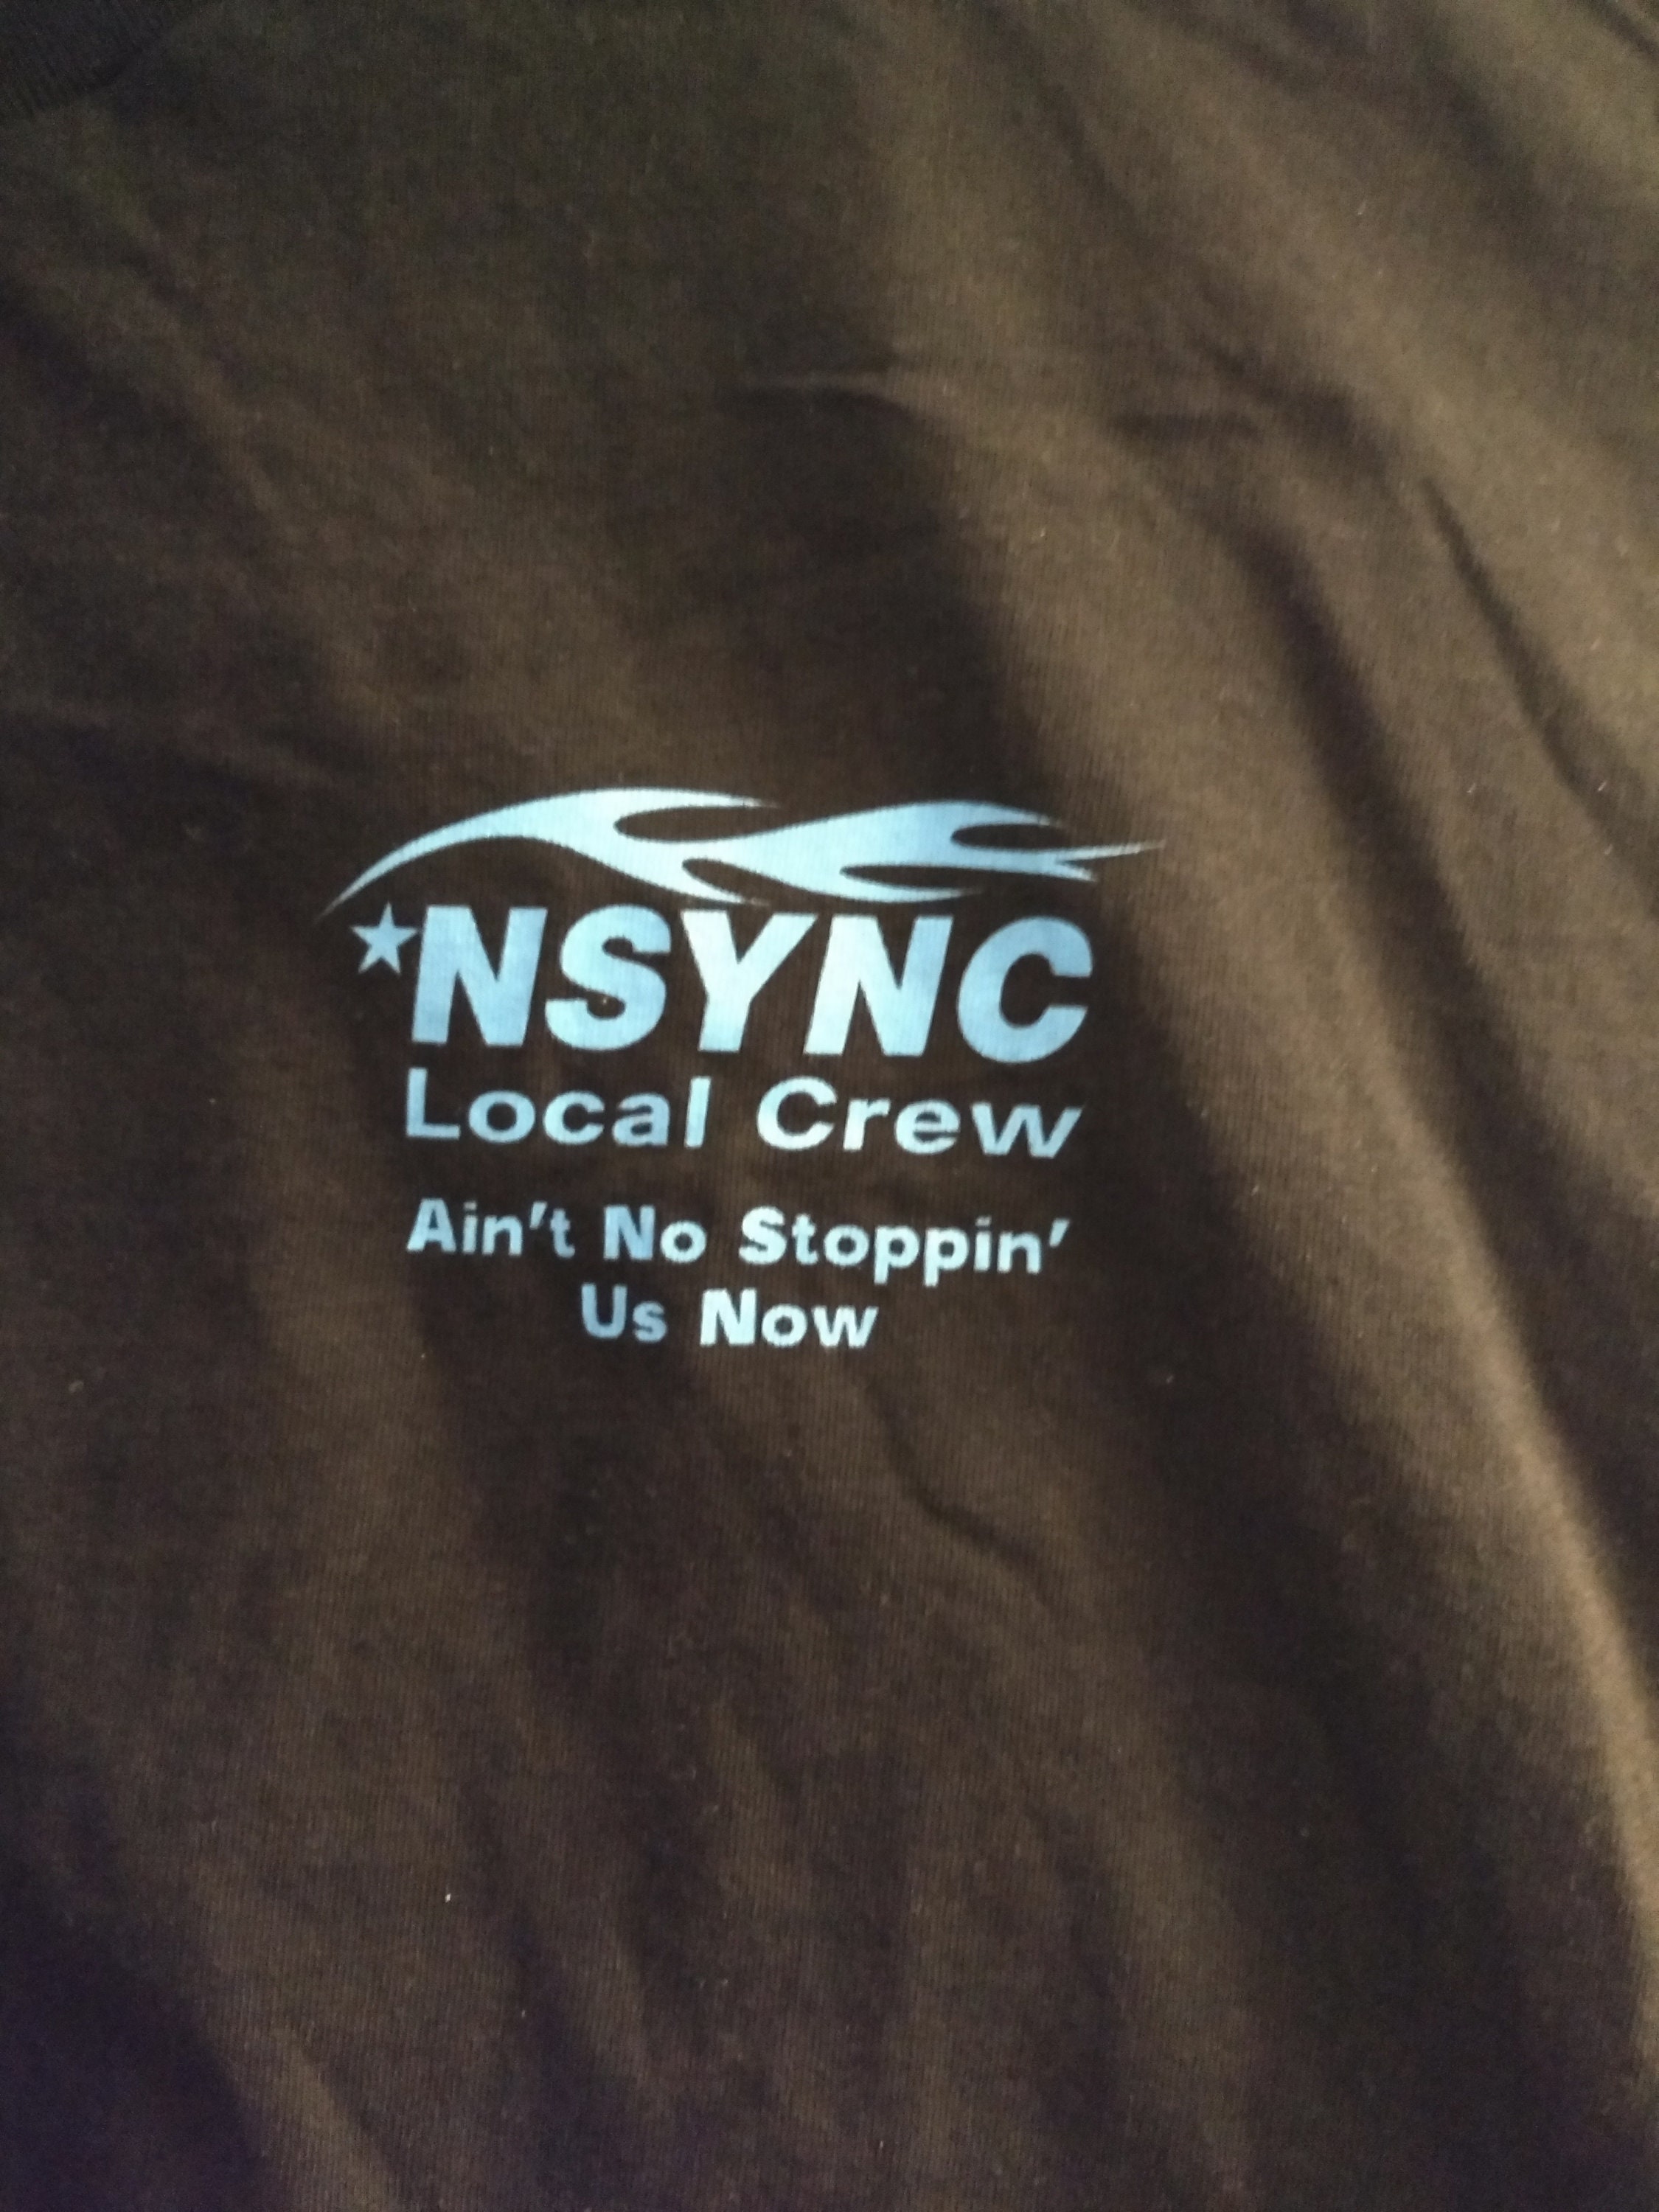 ★NSYNC
Local Crew
Ain't No Stoppin'
Us Now